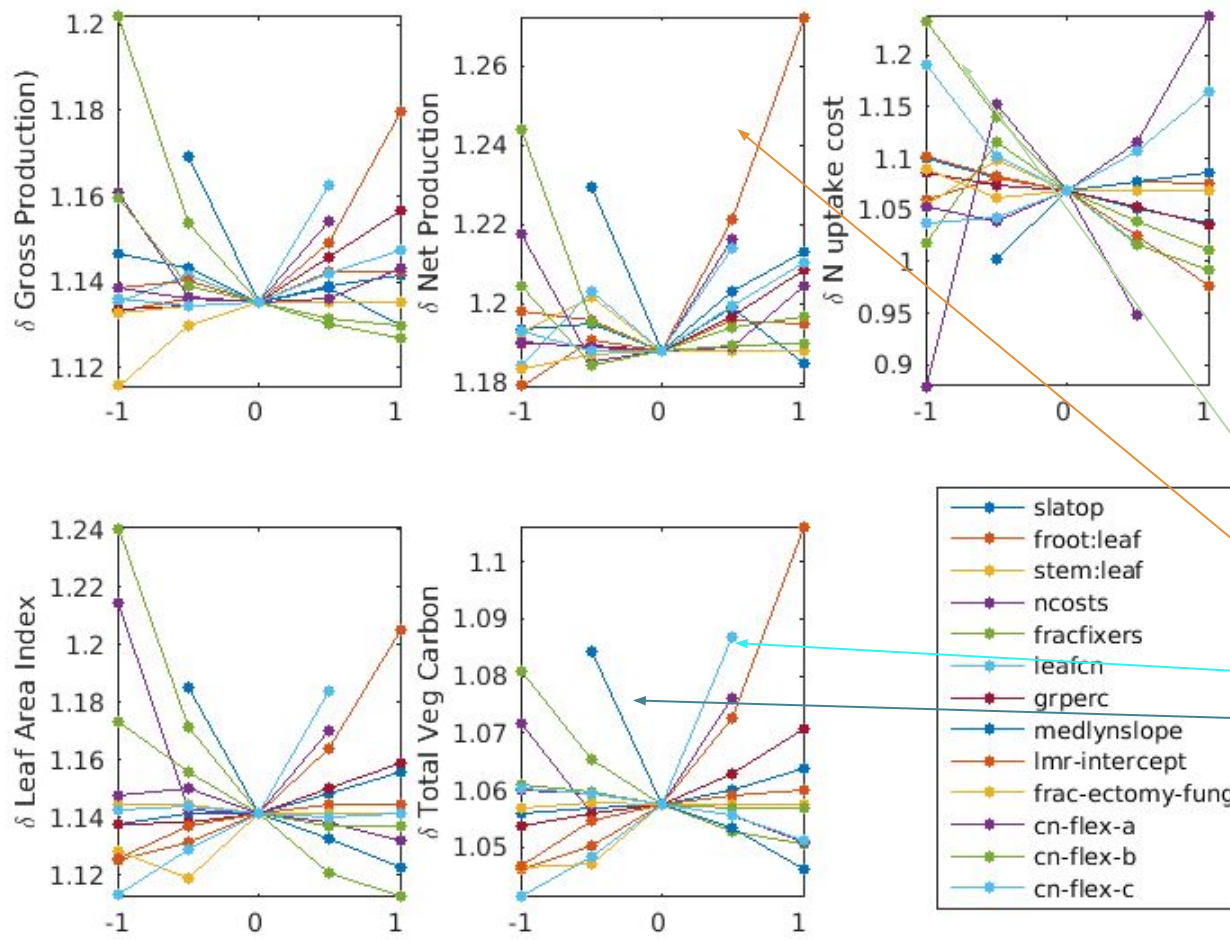 δ Gross Production)
1.2
1.18
1.16
1.14
1.12
-1 0 1
δ Net Production
1.26
1.24
1.22
1.2
1.18
-1 0 1
δ N uptake cost
1.2
1.15
1.1
1.05
1
0.95
0.9
-1 0 1
δ Leaf Area Index
1.24
1.22
1.2
1.18
1.16
1.14
1.12
-1 0 1
δ Total Veg Carbon
1.1
1.09
1.08
1.07
1.06
1.05
-1 0 1
slatop
froot:leaf
stem:leaf
ncosts
fracfixers
leafcn
grperc
medlynslope
lmr-intercept
frac-ectomy-fung
cn-flex-a
cn-flex-b
cn-flex-c